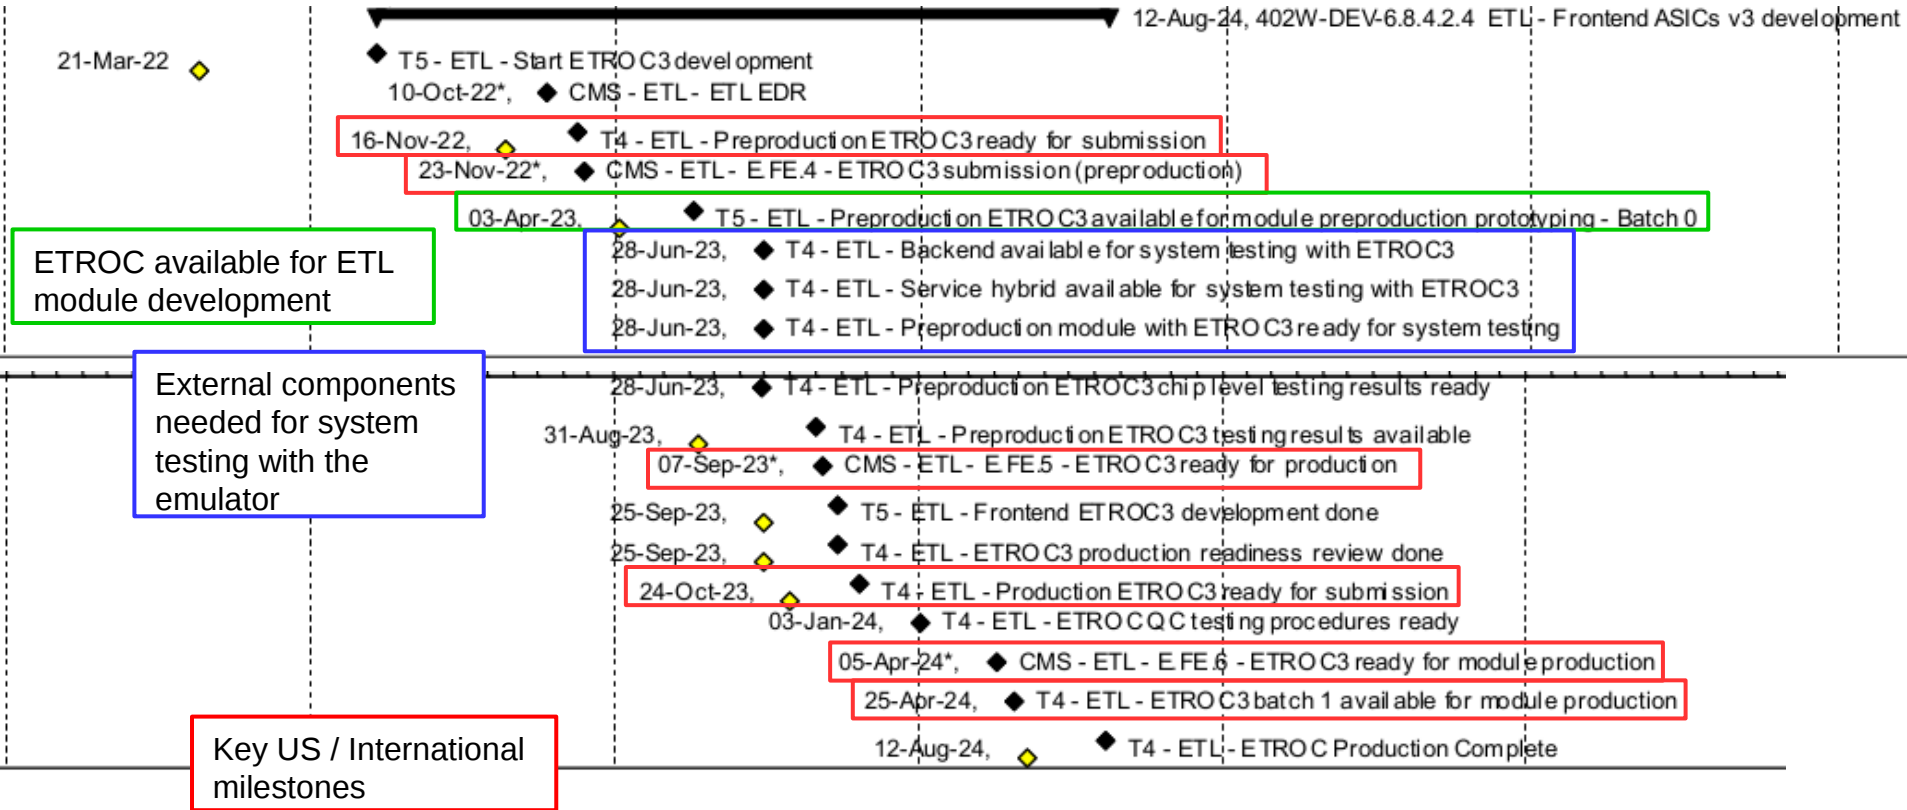 12-Aug-24, 402W-DEV-6.8.4.2.4 ETL - Frontend ASICs v3 development
21-Mar-22 T5 - ETL - Start ETROC3 development
10-Oct-22*, CMS - ETL - ETL EDR
16-Nov-22, T4 - ETL - Preproduction ETROC3 ready for submission
23-Nov-22*, CMS - ETL - E.FE.4 - ETROC3 submission (preproduction)
03-Apr-23, T5 - ETL - Preproduction ETROC3 available for module preproduction prototyping - Batch 0
28-Jun-23, T4 - ETL - Backend available for system testing with ETROC3
28-Jun-23, T4 - ETL - Service hybrid available for system testing with ETROC3
28-Jun-23, T4 - ETL - Preproduction module with ETROC3 ready for system testing
ETROC available for ETL
module development
28-Jun-23, T4 - ETL - Preproduction ETROC3 chip level testing results ready
31-Aug-23, T4 - ETL - Preproduction ETROC3 testing results available
07-Sep-23*, CMS - ETL - E.FE.5 - ETROC3 ready for production
25-Sep-23, T5 - ETL - Frontend ETROC3 development done
25-Sep-23, T4 - ETL - ETROC3 production readiness review done
24-Oct-23, T4 - ETL - Production ETROC3 ready for submission
03-Jan-24, T4 - ETL - ETROC QC testing procedures ready
05-Apr-24*, CMS - ETL - E.FE.6 - ETROC3 ready for module production
25-Apr-24, T4 - ETL - ETROC3 batch 1 available for module production
12-Aug-24, T4 - ETL - ETROC Production Complete
External components
needed for system
testing with the
emulator
Key US / International
milestones